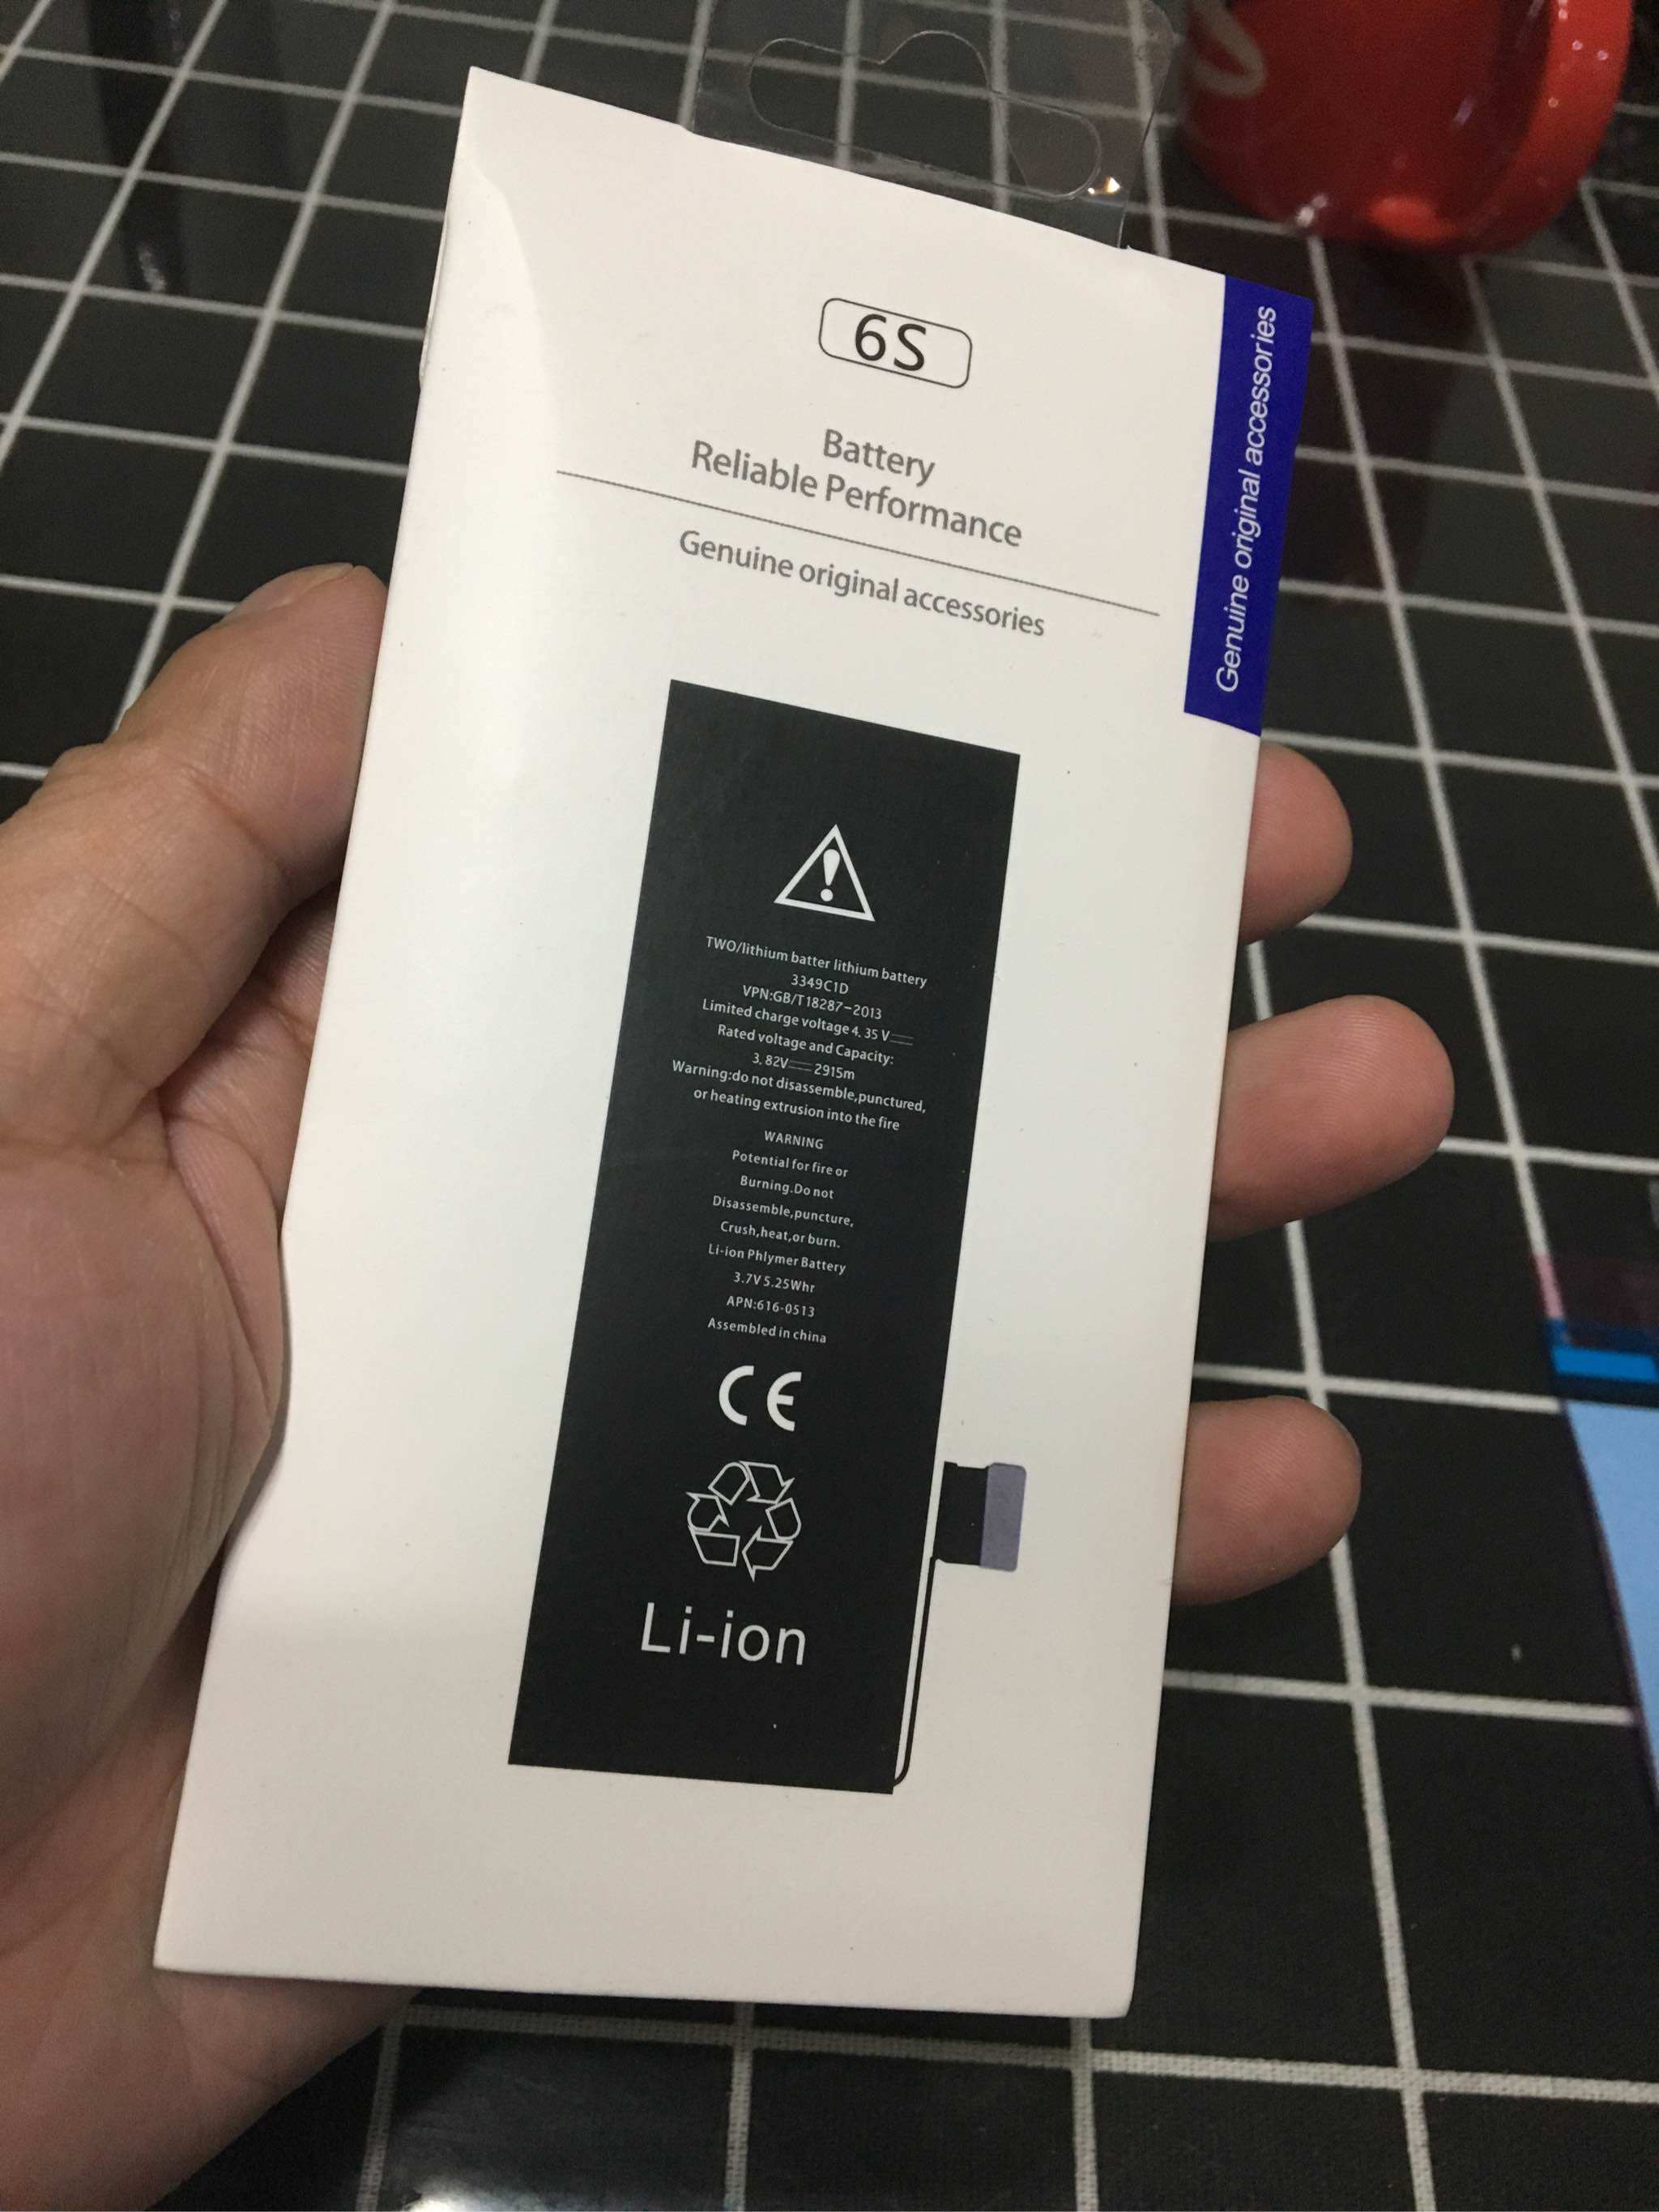 6S
Battery
Reliable Performance
Genuine original accessories
Genuine original accessories
TWO/lithium batter lithium battery
3349C1D
VPN:GB/T18287-2013
Limited charge voltage 4.35 V⎓
Rated voltage and Capacity:
3.82V⎓ 2915m
Warning:do not disassemble,punctured,
or heating extrusion into the fire
WARNING
Potential for fire or
Burning.Do not
Disassemble,puncture,
Crush,heat,or burn.
Li-ion Phlymer Battery
3.7V 5.25Whr
APN:616-0513
Assembled in china
CE
Li-ion